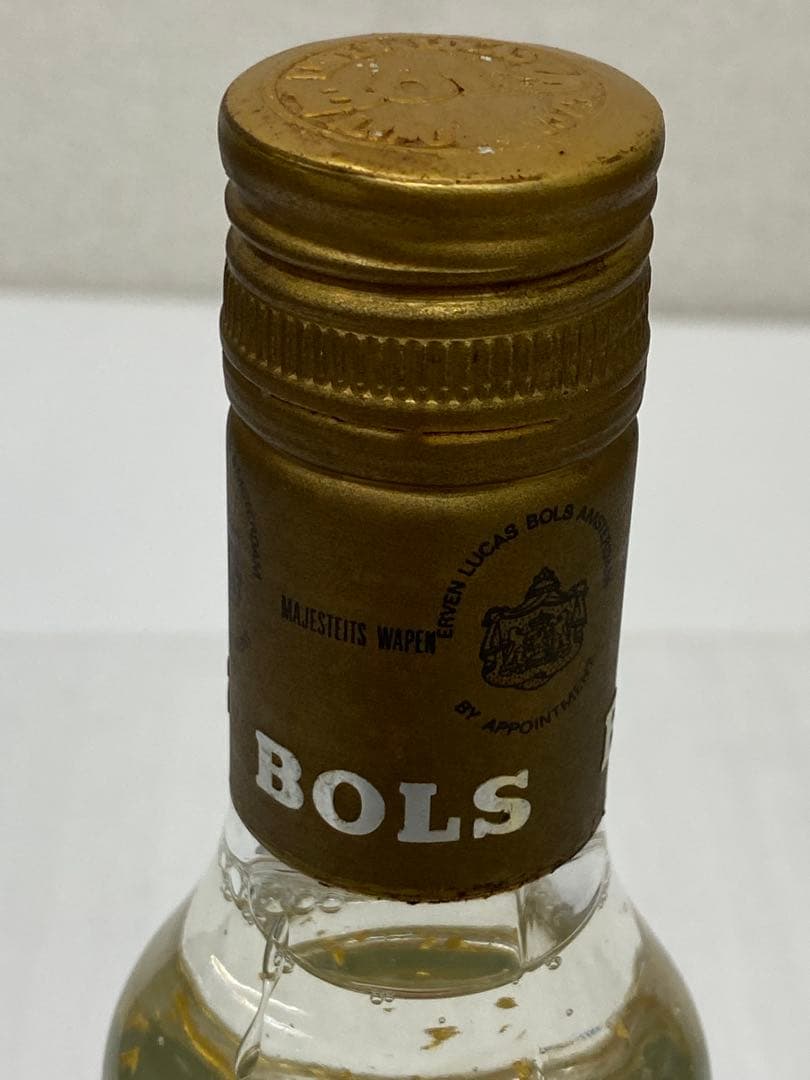 MAJESTEITS WAPEN
ERVEN LUCAS BOLS AMSTERDAM
BY APPOINTMENT
BOLS